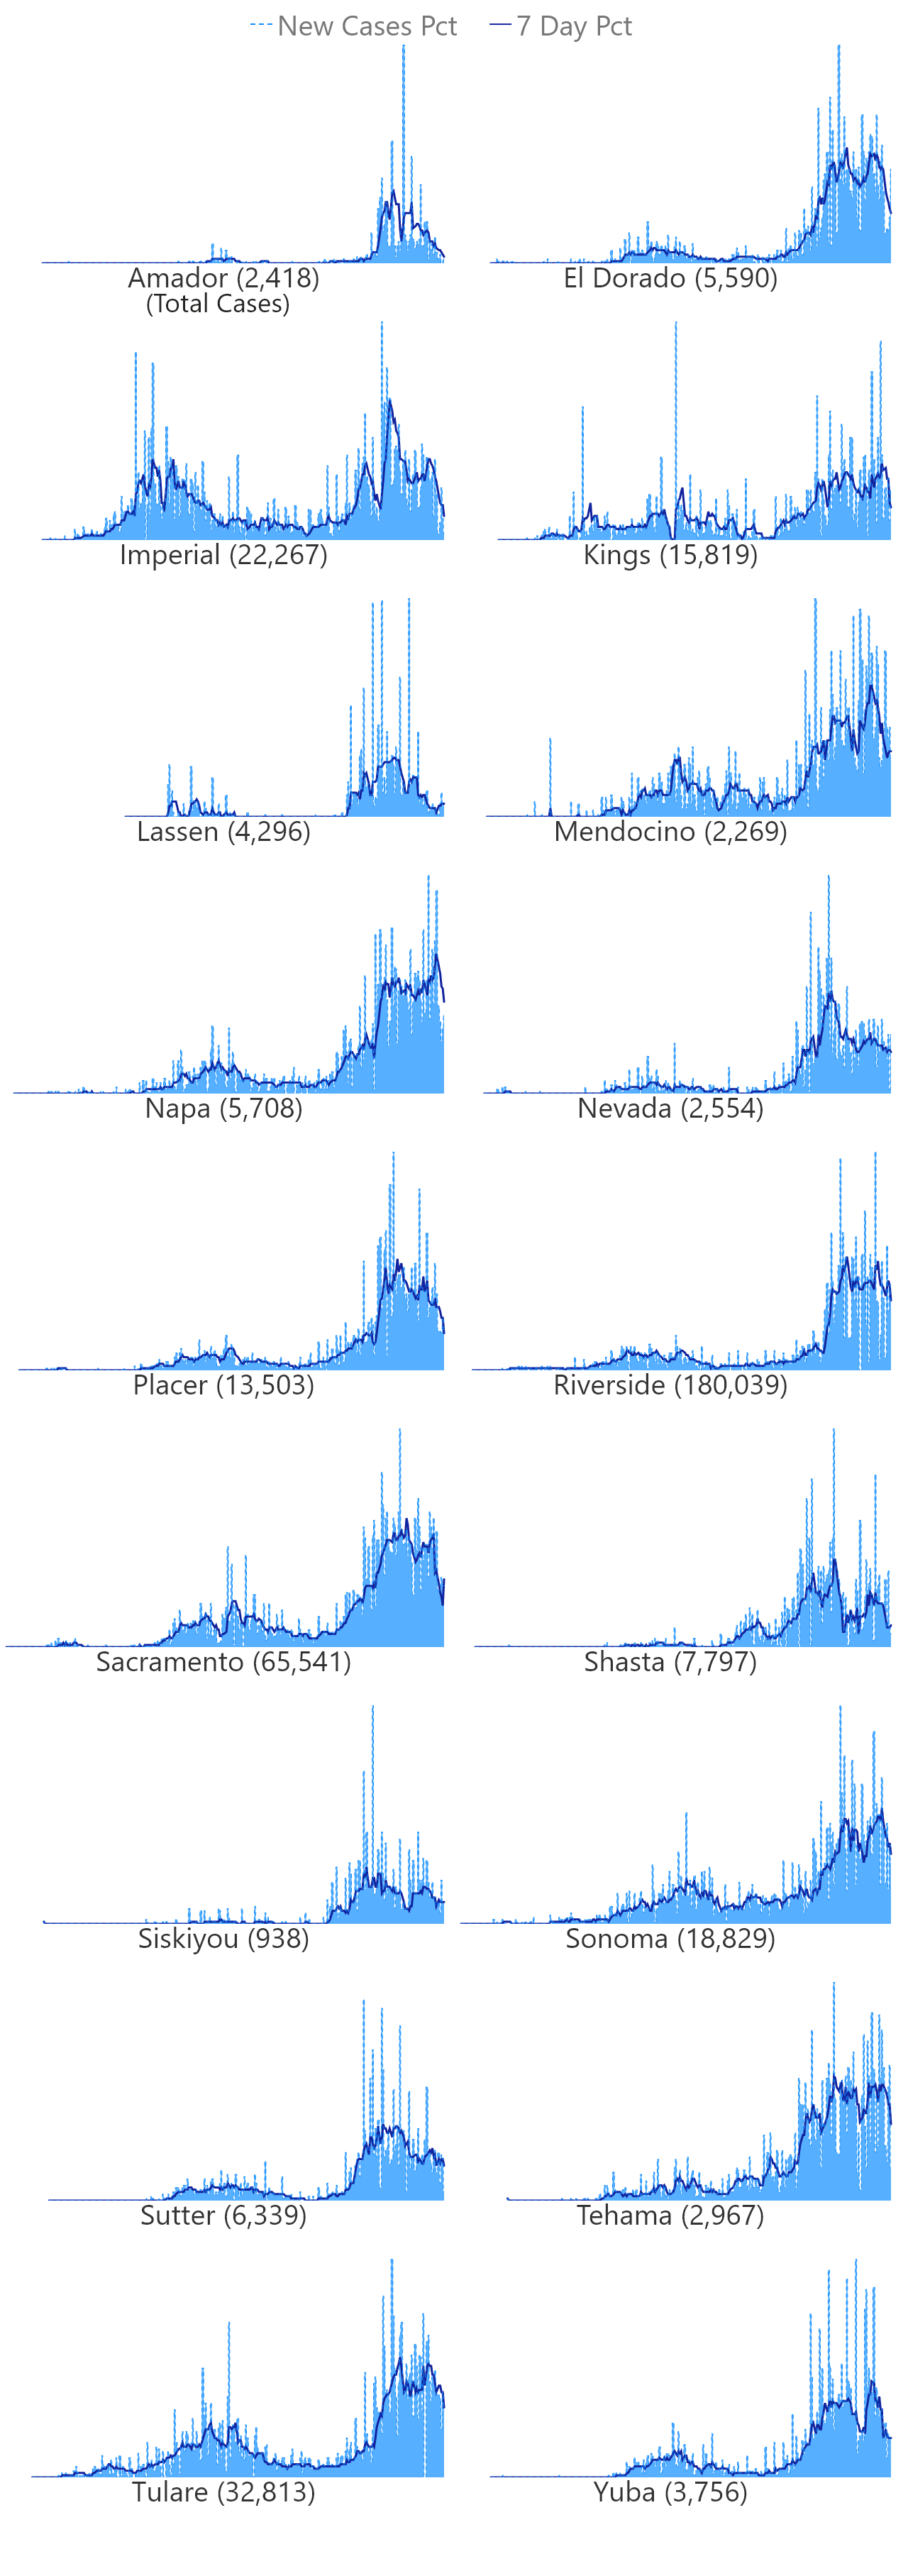 New Cases Pct 7 Day Pct
Amador (2,418) El Dorado (5,590)
(Total Cases)
Imperial (22,267) Kings (15,819)
Lassen (4,296) Mendocino (2,269)
Napa (5,708) Nevada (2,554)
Placer (13,503) Riverside (180,039)
Sacramento (65,541) Shasta (7,797)
Siskiyou (938) Sonoma (18,829)
Sutter (6,339) Tehama (2,967)
Tulare (32,813) Yuba (3,756)